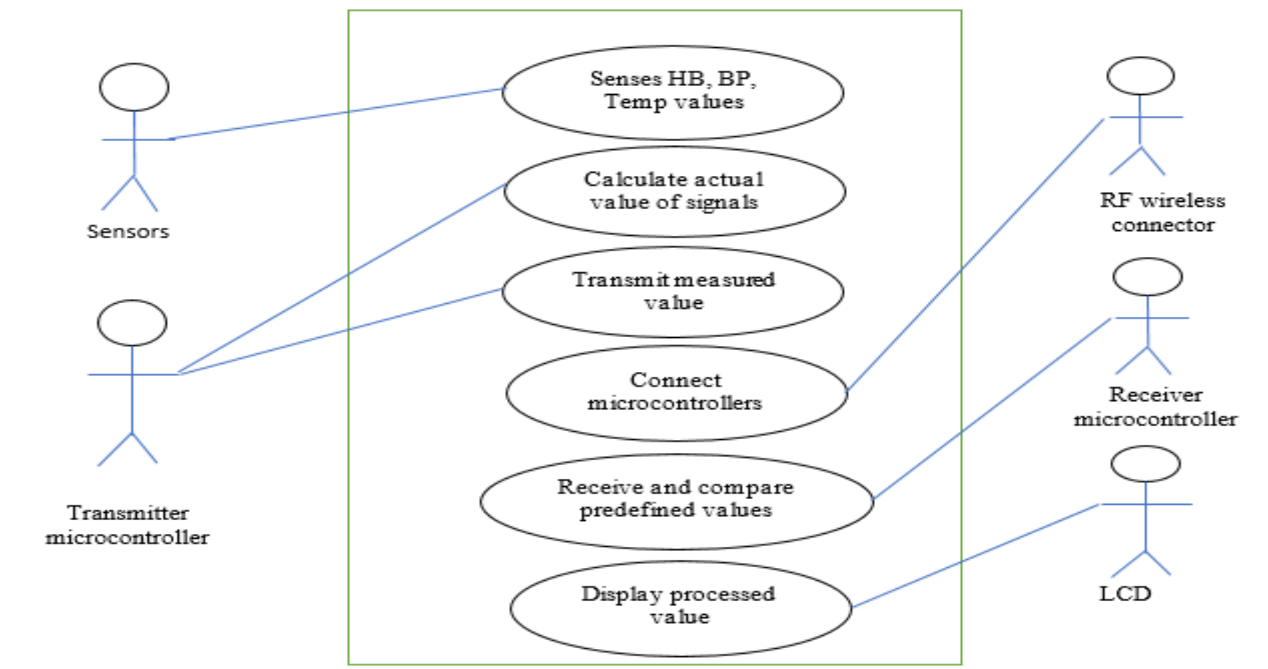 Senses HB, BP,
Temp values
Calculate actual
value of signals
Transmit measured
value
Connect
microcontrollers
Receive and compare
predefined values
Display processed
value
Sensors
Transmitter
microcontroller
RF wireless
connector
Receiver
microcontroller
LCD